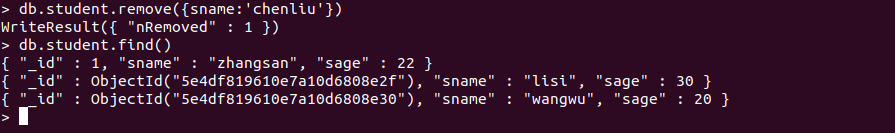 > db.student.remove({sname:'chenliu'})
WriteResult({ "nRemoved" : 1 })
> db.student.find()
{ "_id" : 1, "sname" : "zhangsan", "sage" : 22 }
{ "_id" : ObjectId("5e4df819610e7a10d6808e2f"), "sname" : "lisi", "sage" : 30 }
{ "_id" : ObjectId("5e4df819610e7a10d6808e30"), "sname" : "wangwu", "sage" : 20 }
>